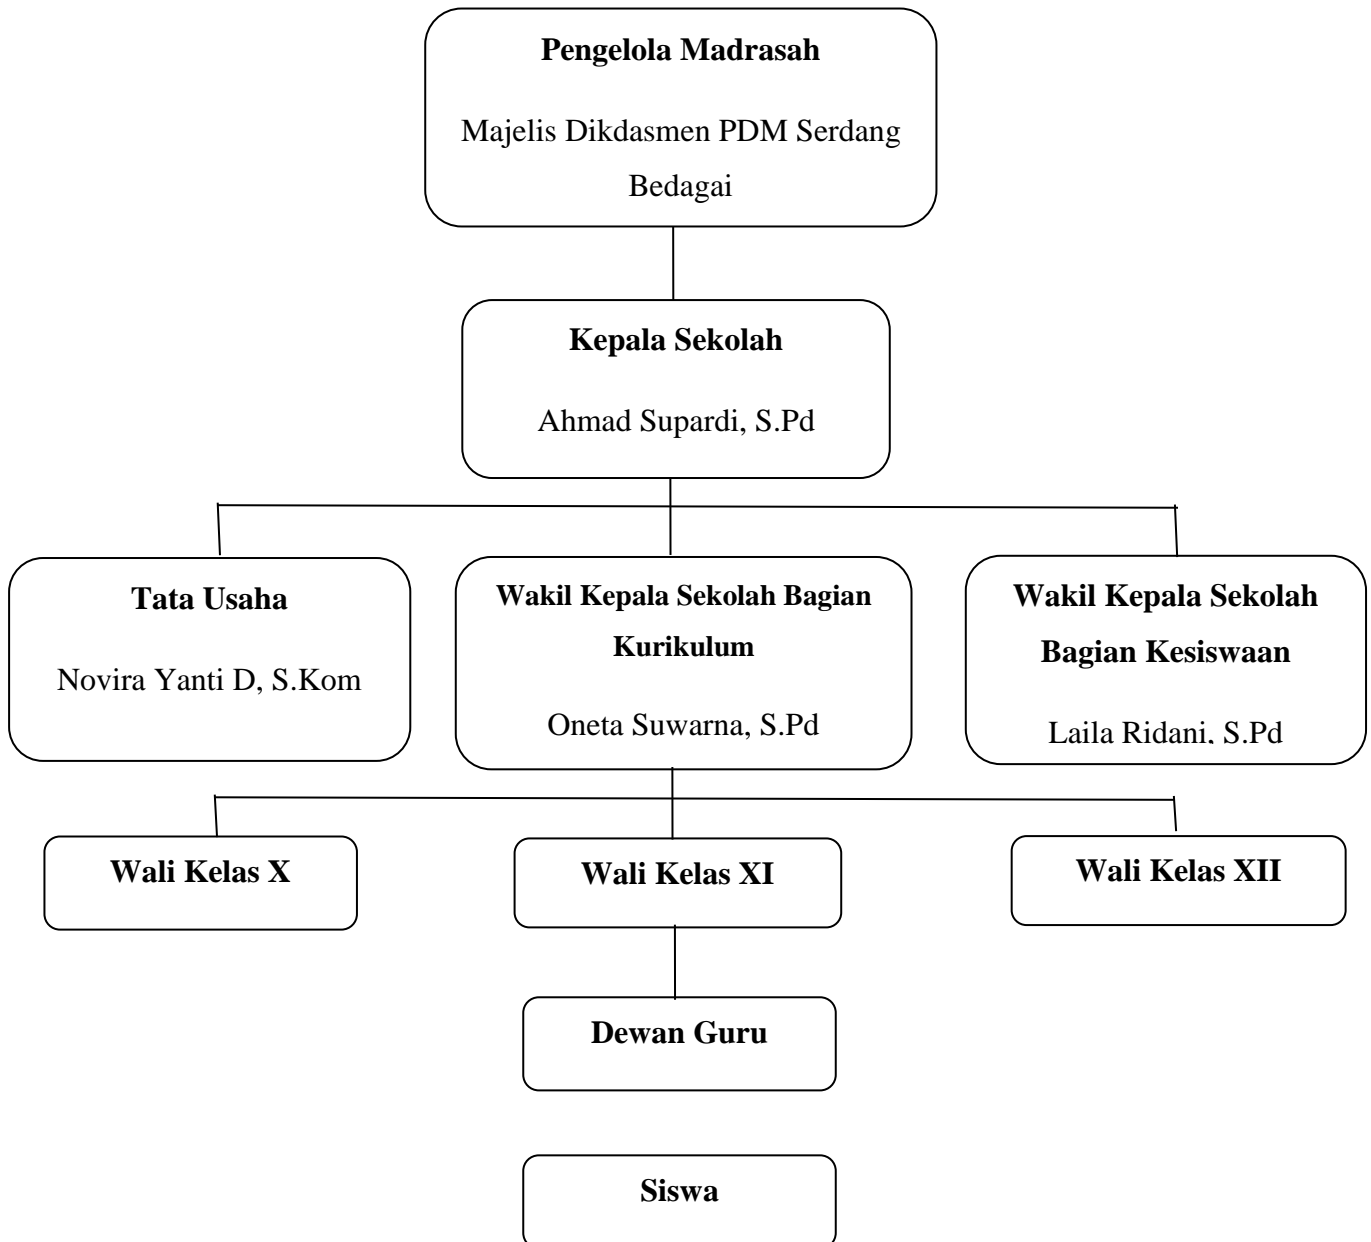 Pengelola Madrasah
Majelis Dikdasmen PDM Serdang
Bedagai
Kepala Sekolah
Ahmad Supardi, S.Pd
Tata Usaha
Novira Yanti D, S.Kom
Wakil Kepala Sekolah Bagian
Kurikulum
Oneta Suwarna, S.Pd
Wakil Kepala Sekolah
Bagian Kesiswaan
Laila Ridani, S.Pd
Wali Kelas X
Wali Kelas XI
Wali Kelas XII
Dewan Guru
Siswa